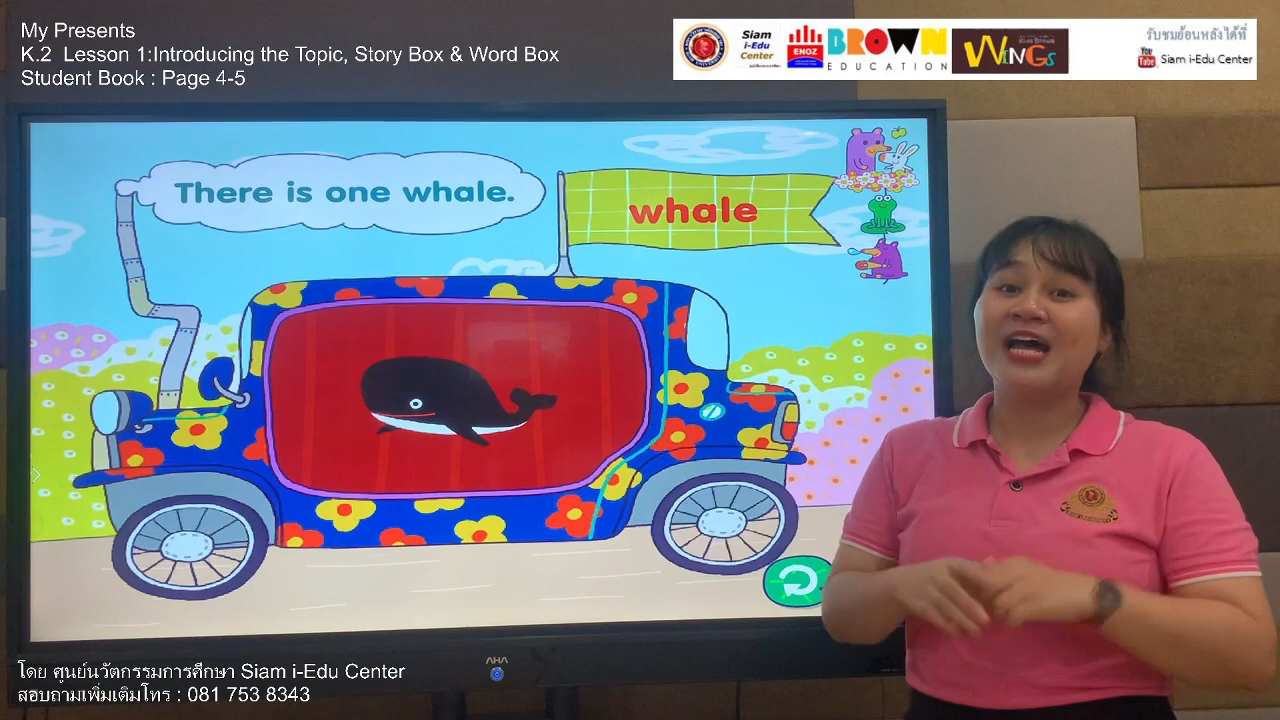 My Presents
K.2_Lesson 1:Introducing the Topic, Story Box & Word Box
Student Book : Page 4-5
Siam
i-Edu
Center
ENOZ
BROWN
EDUCATION
WiNGs
รับชมย้อนหลังได้ที่
You
Tube
Siam i-Edu Center
There is one whale.
whale
AHA
โดย ศูนย์นวัตกรรมการศึกษา Siam i-Edu Center
สอบถามเพิ่มเติมโทร : 081 753 8343